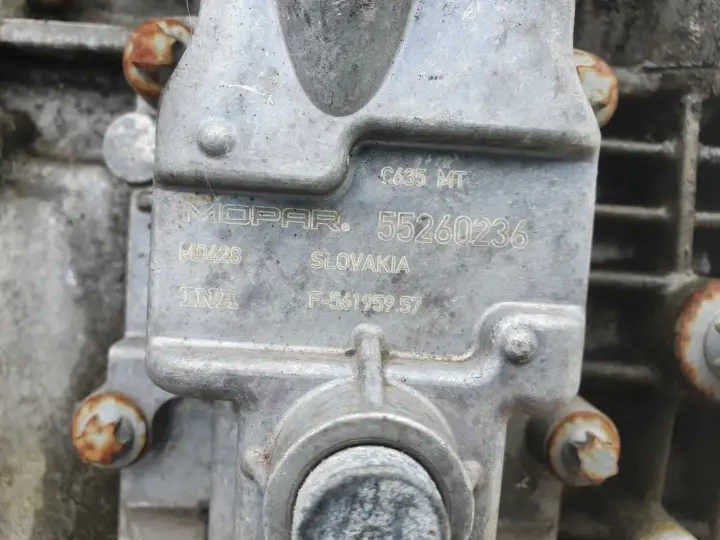 C635 MT
MOPAR® 55260236
M0428 SLOVAKIA
INA F-561959.57